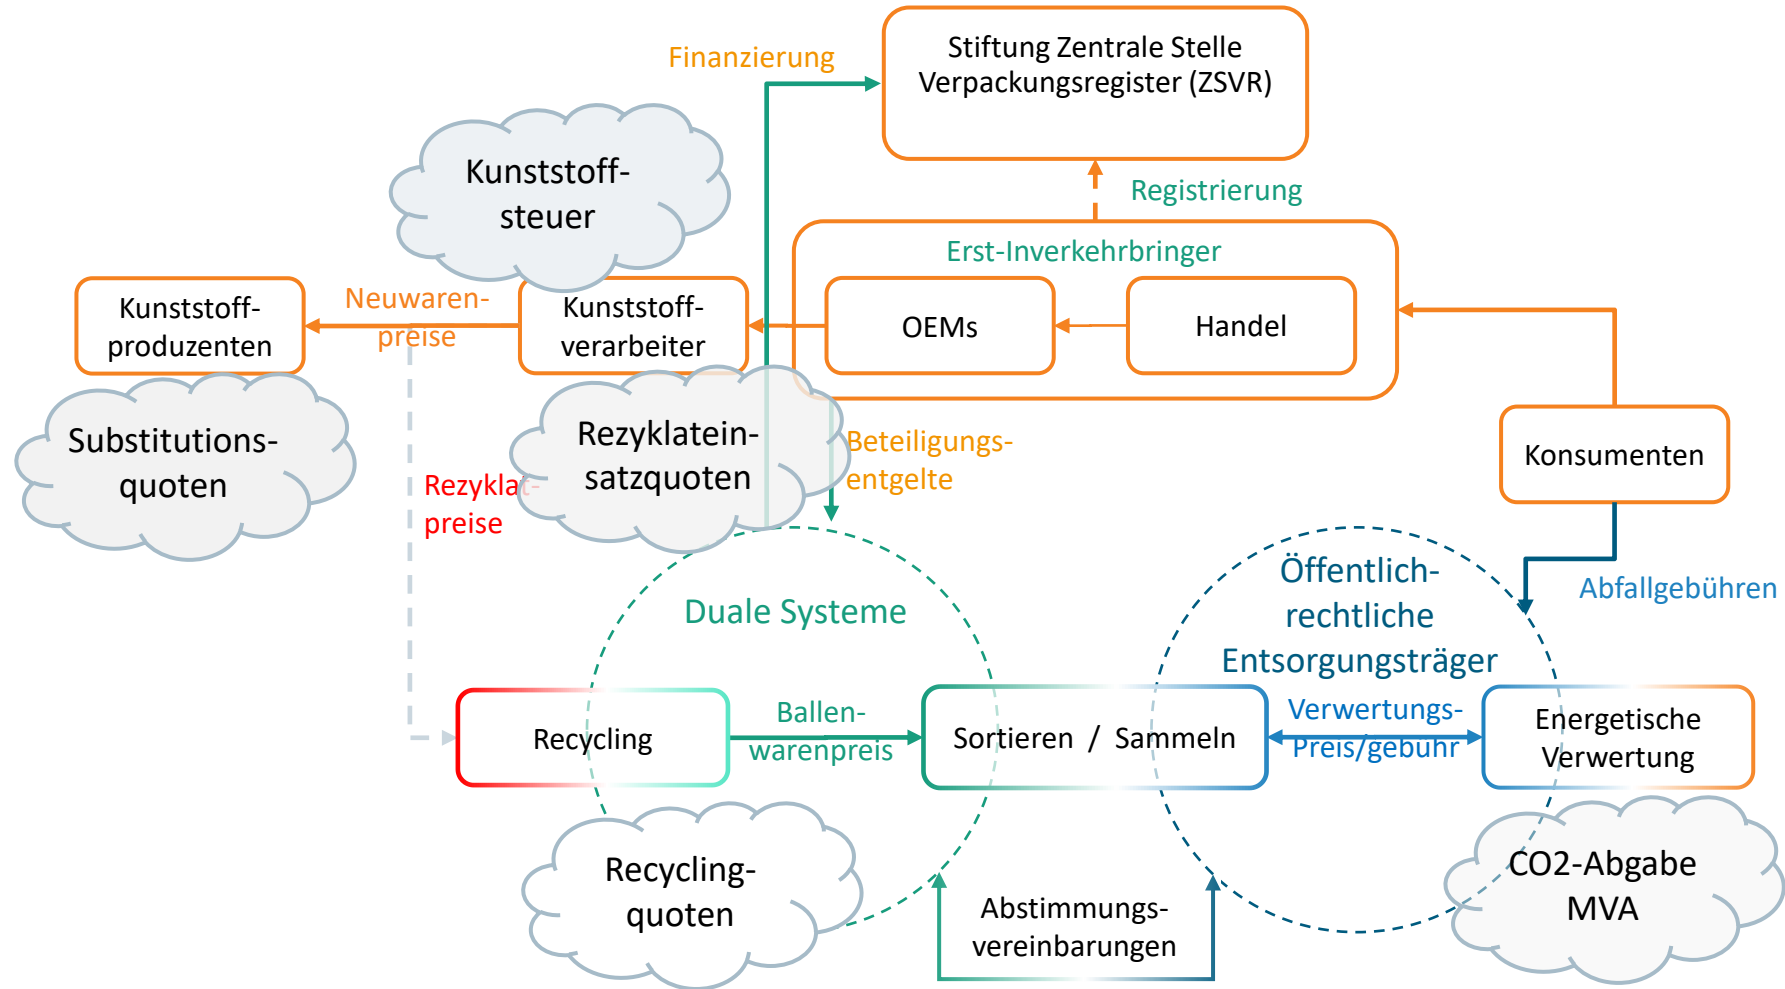 Finanzierung
Stiftung Zentrale Stelle
Verpackungsregister (ZSVR)
Kunststoff-
steuer
Registrierung
Erst-Inverkehrbringer
Kunststoff-
produzenten
Neuwaren-
preise
Kunststoff-
verarbeiter
OEMs
Handel
Substitutions-
quoten
Rezyklatein-
satzquoten
Beteiligungs-
entgelte
Konsumenten
Rezyklat-
preise
Duale Systeme
Öffentlich-
rechtliche
Entsorgungsträger
Abfallgebühren
Recycling
Ballen-
warenpreis
Sortieren / Sammeln
Verwertungs-
Preis/gebühr
Energetische
Verwertung
Recycling-
quoten
Abstimmungs-
vereinbarungen
CO2-Abgabe
MVA